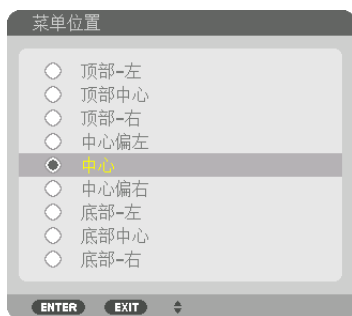 菜单位置
顶部-左
顶部中心
顶部-右
中心偏左
中心
中心偏右
底部-左
底部中心
底部-右
ENTER EXIT